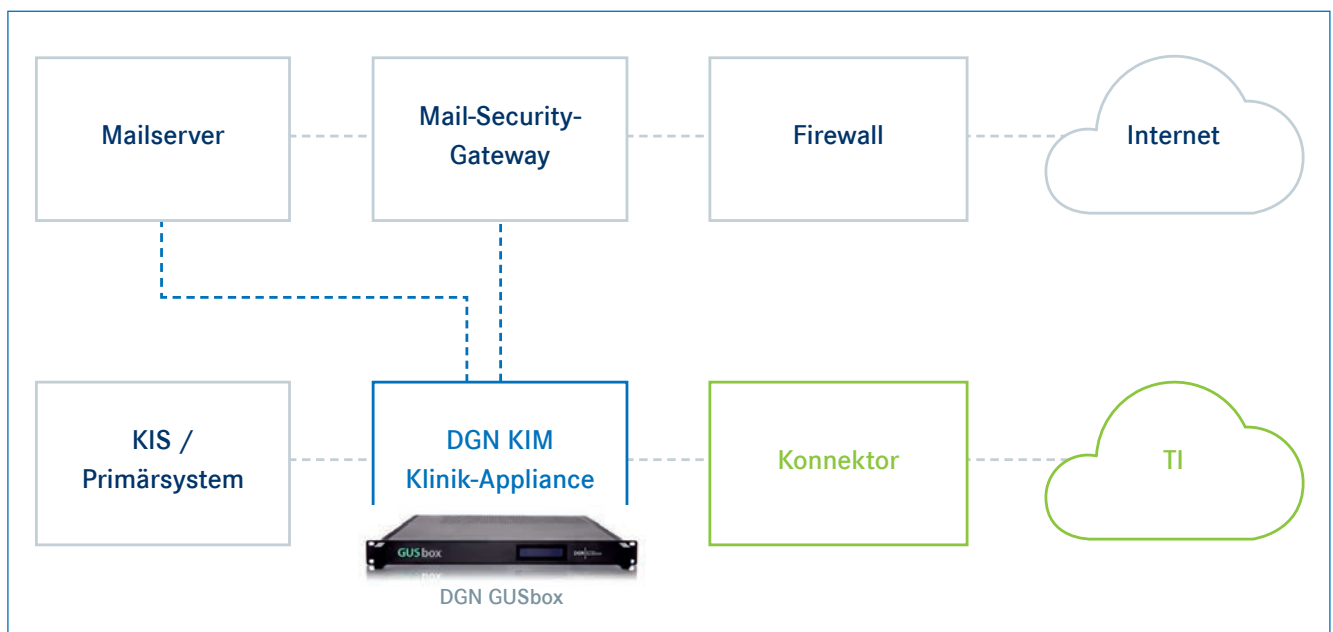 Mailserver
Mail-Security-
Gateway
Firewall
Internet
KIS /
Primärsystem
DGN KIM
Klinik-Appliance
Konnektor
TI
GUSbox
DGN GUSbox